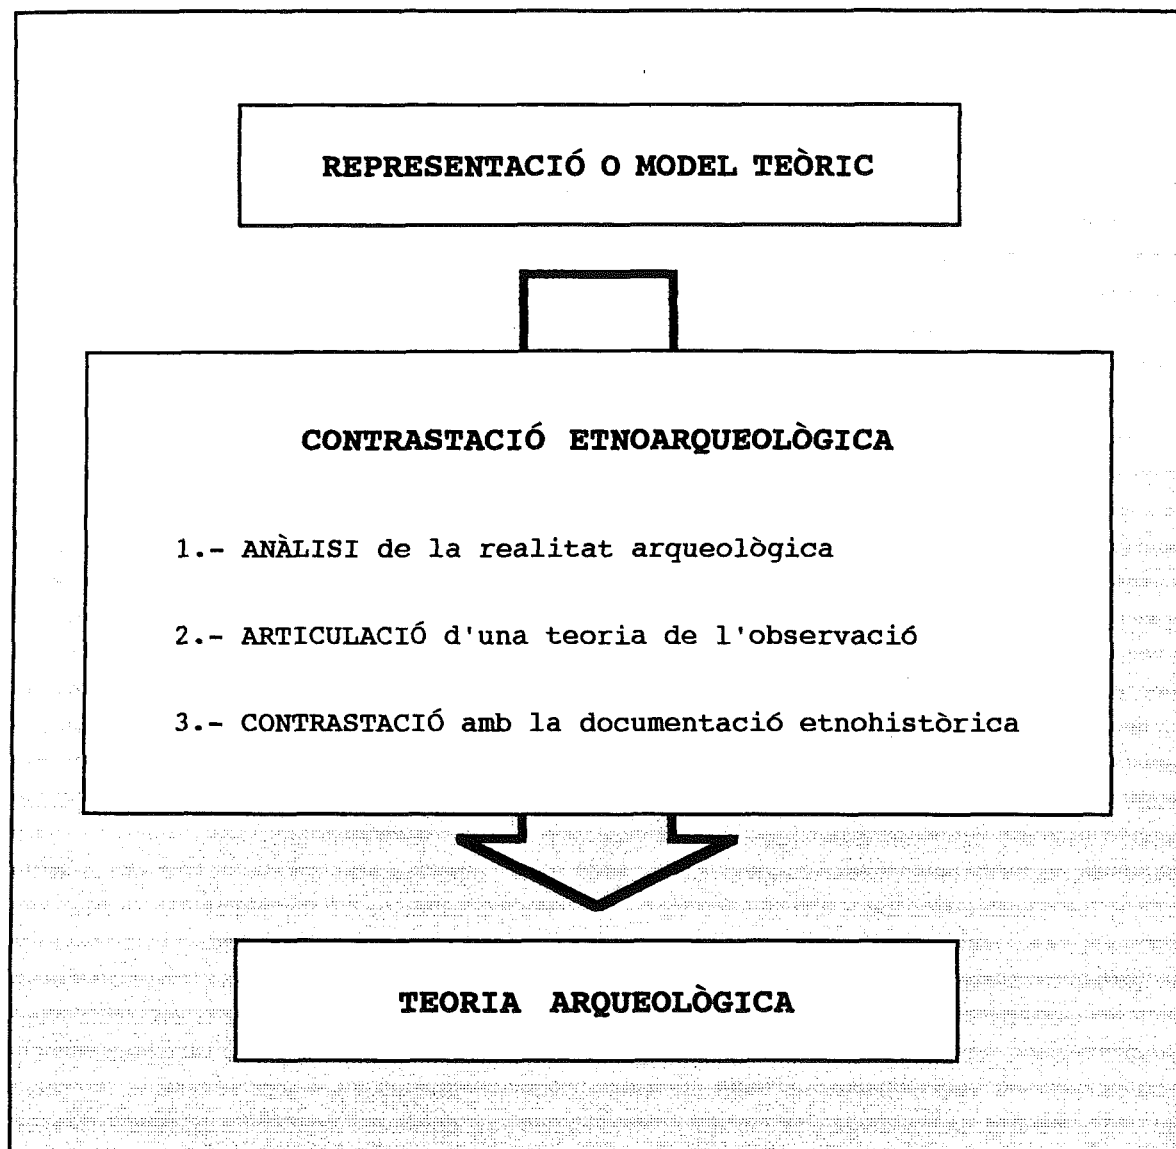 REPRESENTACIÓ O MODEL TEÒRIC
CONTRASTACIÓ ETNOARQUEOLÒGICA
1.- ANÀLISI de la realitat arqueològica
2.- ARTICULACIÓ d'una teoria de l'observació
3.- CONTRASTACIÓ amb la documentació etnohistòrica
TEORIA ARQUEOLÒGICA